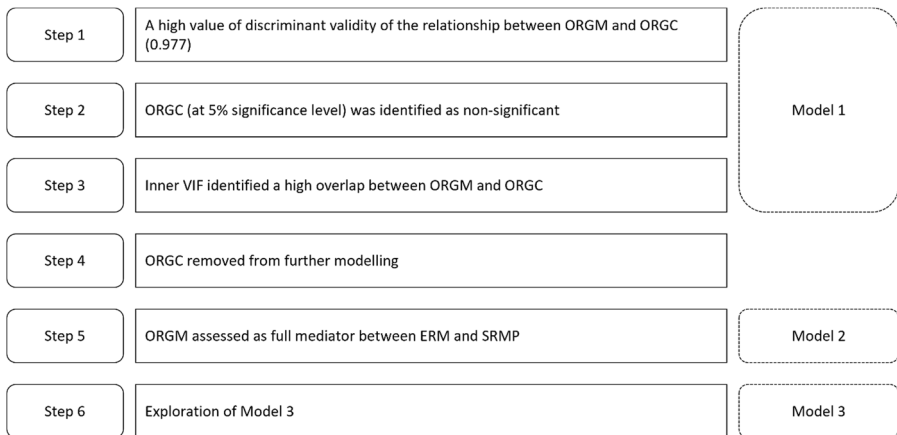 Step 1
A high value of discriminant validity of the relationship between ORGM and ORGC
(0.977)
Step 2
ORGC (at 5% significance level) was identified as non-significant
Model 1
Step 3
Inner VIF identified a high overlap between ORGM and ORGC
Step 4
ORGC removed from further modelling
Step 5
ORGM assessed as full mediator between ERM and SRMP
Model 2
Step 6
Exploration of Model 3
Model 3